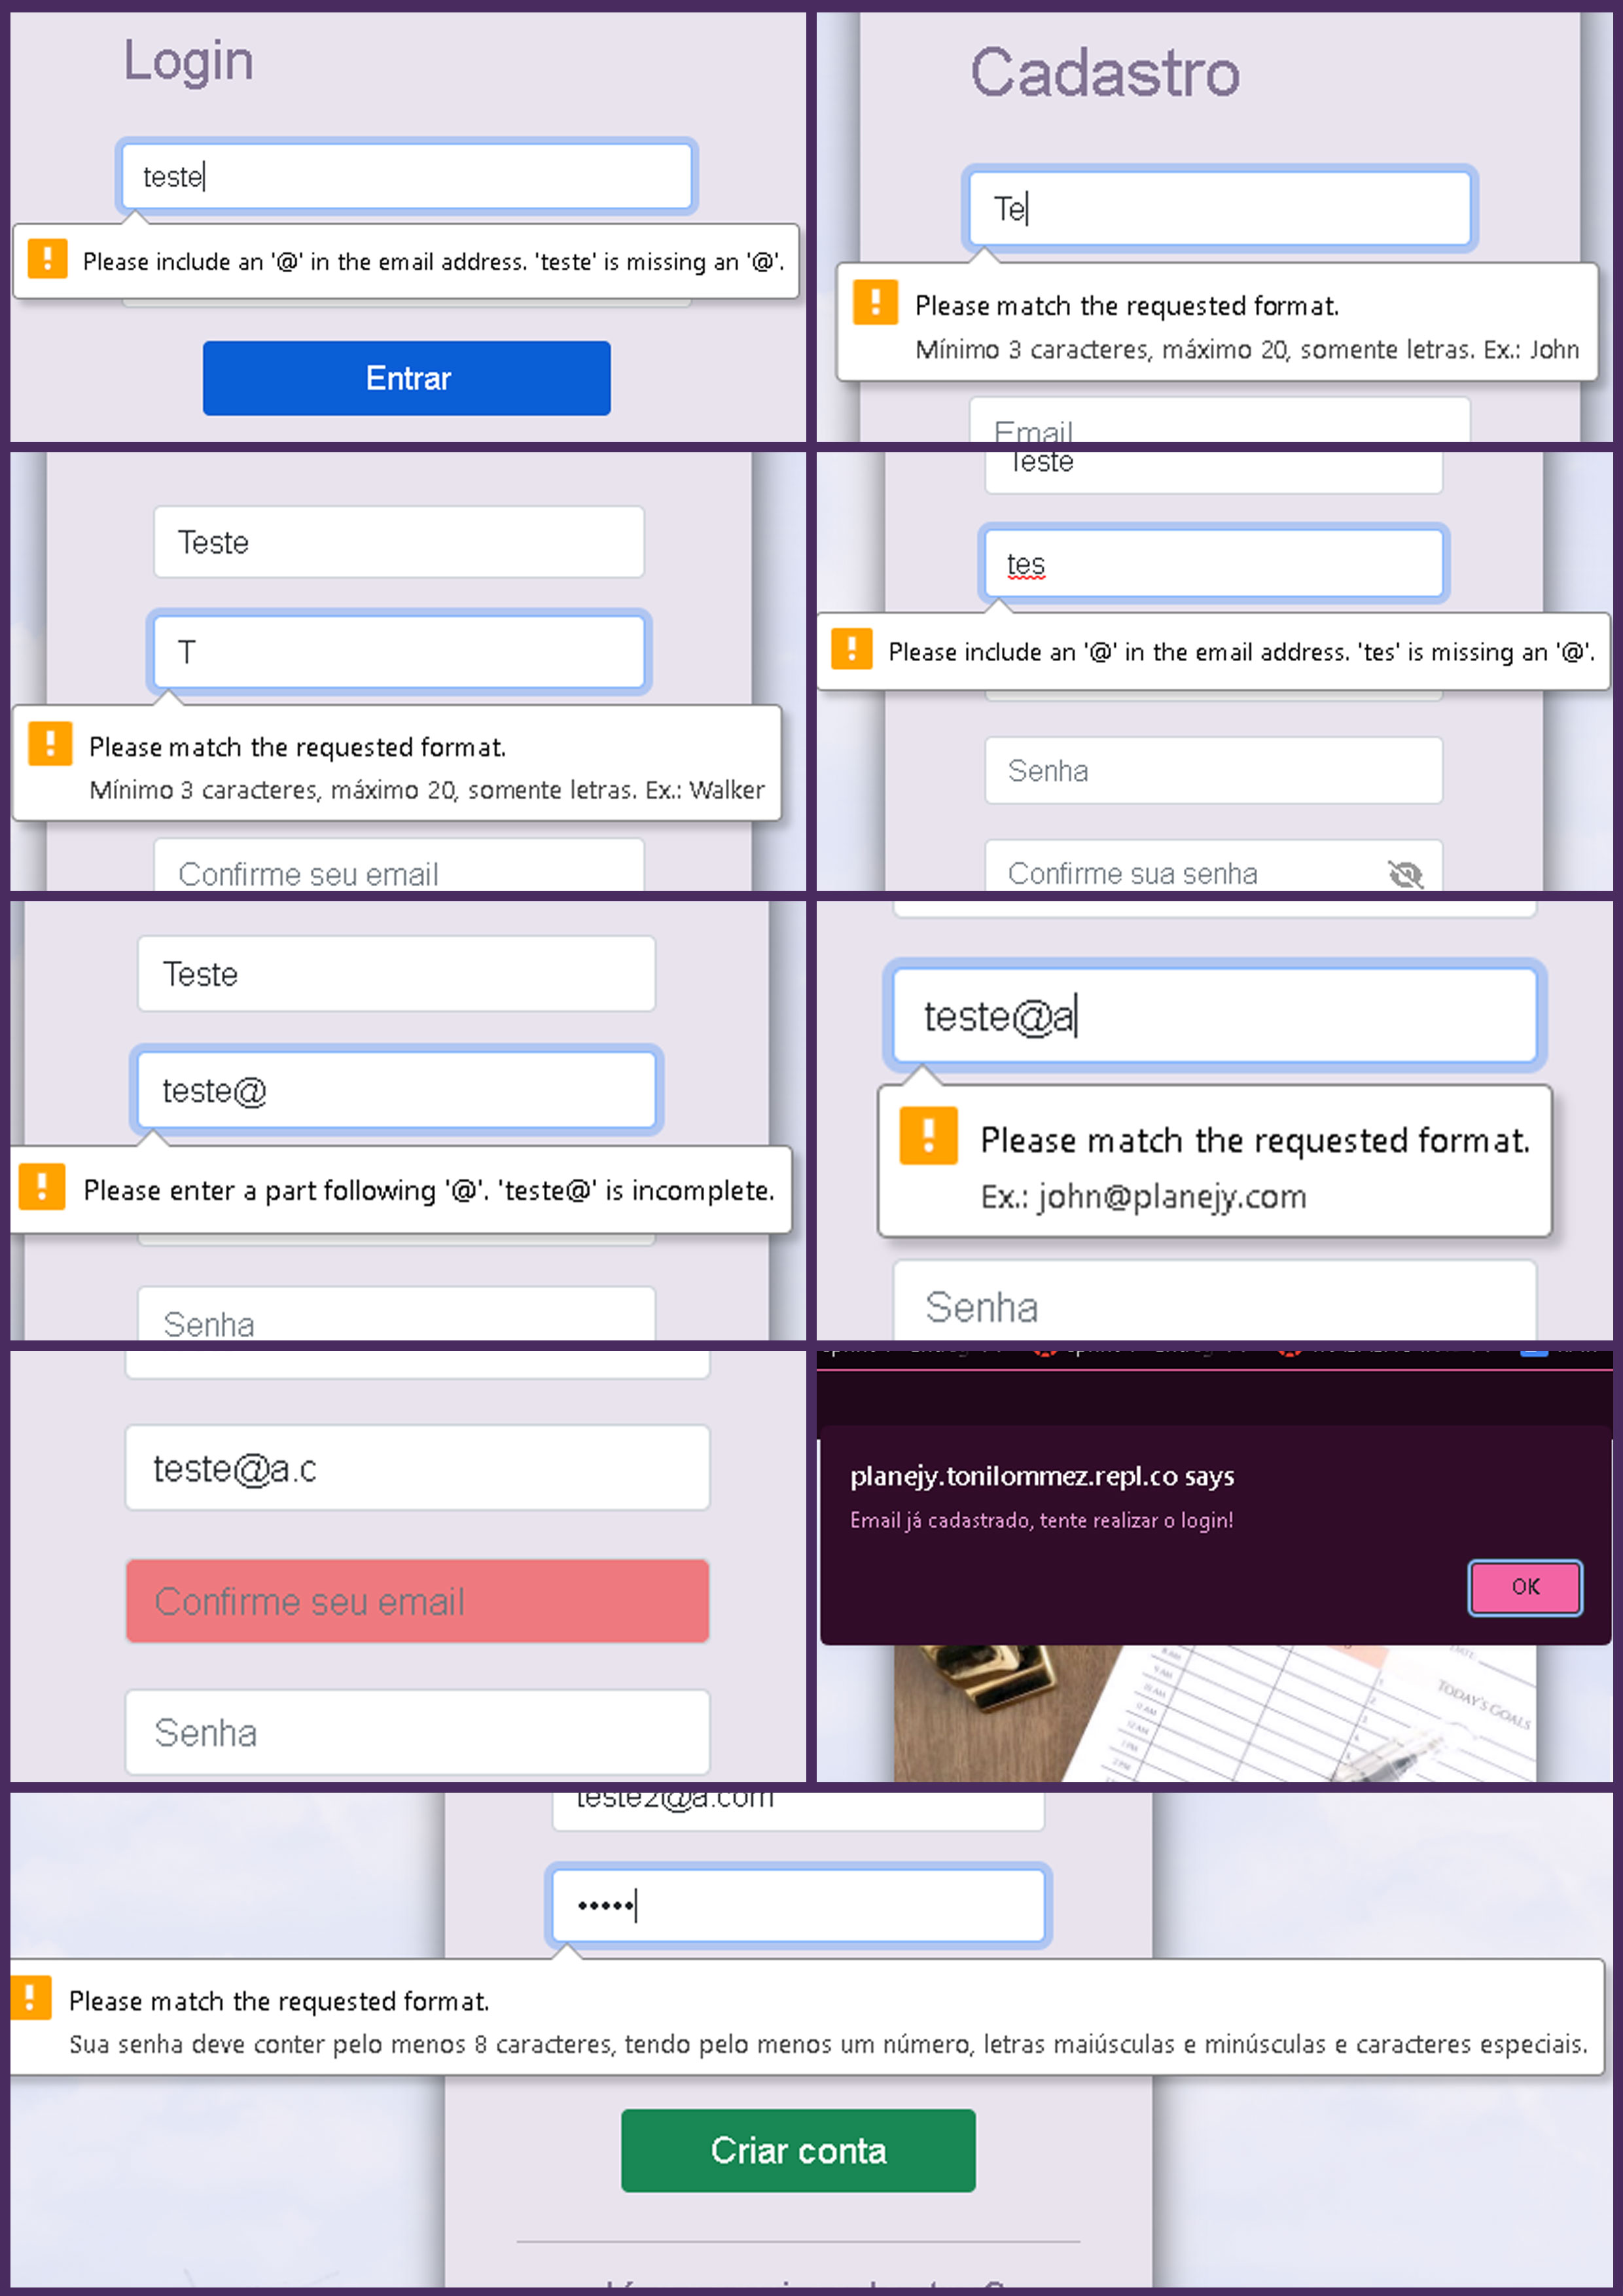 Login
teste
Please include an '@' in the email address. 'teste' is missing an '@'.
Entrar
Cadastro
Te
Please match the requested format.
Mínimo 3 caracteres, máximo 20, somente letras. Ex.: John
Email
Teste
T
Please match the requested format.
Mínimo 3 caracteres, máximo 20, somente letras. Ex.: Walker
Confirme seu email
Teste
tes
Please include an '@' in the email address. 'tes' is missing an '@'.
Senha
Confirme sua senha
Teste
teste@
Please enter a part following '@'. 'teste@' is incomplete.
Senha
teste@a
Please match the requested format.
Ex.: john@planejy.com
Senha
teste@a.c
Confirme seu email
Senha
planejy.tonilommez.repl.co says
Email já cadastrado, tente realizar o login!
OK
TODAY'S GOALS
teste2@a.com
•••••
Please match the requested format.
Sua senha deve conter pelo menos 8 caracteres, tendo pelo menos um número, letras maiúsculas e minúsculas e caracteres especiais.
Criar conta